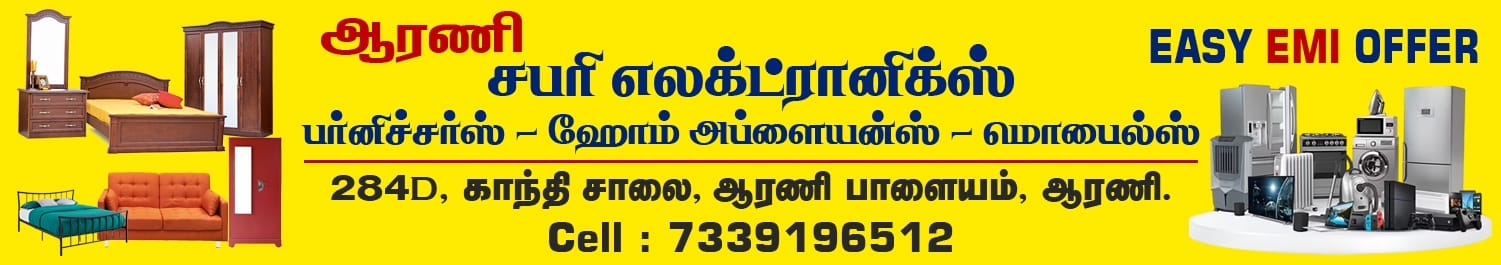 ஆரணி
சபரி எலக்ட்ரானிக்ஸ்
பர்னிச்சர்ஸ் – ஹோம் அப்ளையன்ஸ் – மொபைல்ஸ்
284D, காந்தி சாலை, ஆரணி பாளையம், ஆரணி.
Cell : 7339196512
EASY EMI OFFER